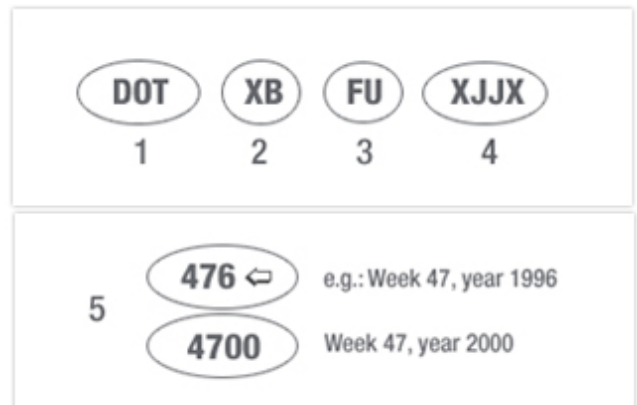 DOT XB FU XJJX
1 2 3 4
476 ⇦ e.g.: Week 47, year 1996
5
4700 Week 47, year 2000